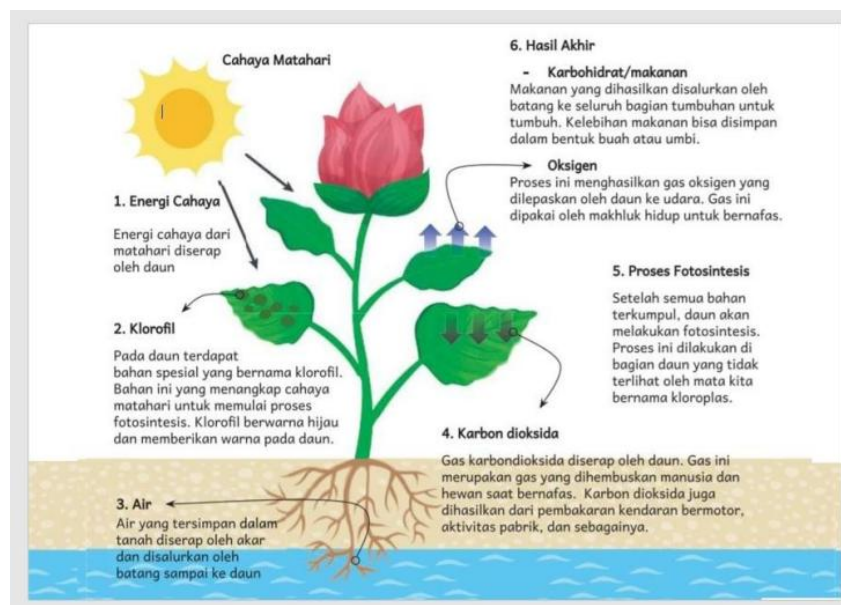 Cahaya Matahari
1. Energi Cahaya
Energi cahaya dari
matahari diserap
oleh daun
2. Klorofil
Pada daun terdapat
bahan spesial yang bernama klorofil.
Bahan ini yang menangkap cahaya
matahari untuk memulai proses
fotosintesis. Klorofil berwarna hijau
dan memberikan warna pada daun.
3. Air
Air yang tersimpan dalam
tanah diserap oleh akar
dan disalurkan oleh
batang sampai ke daun
4. Karbon dioksida
Gas karbondioksida diserap oleh daun. Gas ini
merupakan gas yang dihembuskan manusia dan
hewan saat bernafas. Karbon dioksida juga
dihasilkan dari pembakaran kendaran bermotor,
aktivitas pabrik, dan sebagainya.
5. Proses Fotosintesis
Setelah semua bahan
terkumpul, daun akan
melakukan fotosintesis.
Proses ini dilakukan di
bagian daun yang tidak
terlihat oleh mata kita
bernama kloroplas.
6. Hasil Akhir
- Karbohidrat/makanan
Makanan yang dihasilkan disalurkan oleh
batang ke seluruh bagian tumbuhan untuk
tumbuh. Kelebihan makanan bisa disimpan
dalam bentuk buah atau umbi.
Oksigen
Proses ini menghasilkan gas oksigen yang
dilepaskan oleh daun ke udara. Gas ini
dipakai oleh makhluk hidup untuk bernafas.